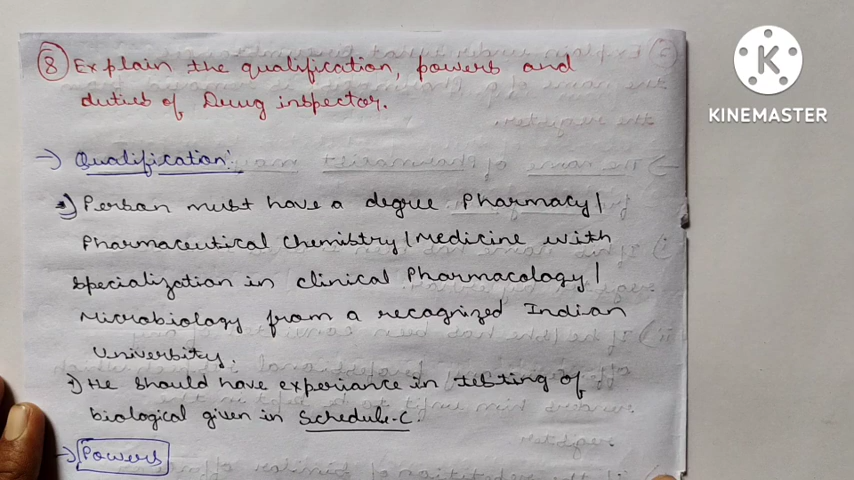 8 Explain the qualification, powers and
duties of Drug inspector.
→ Qualification:
1) Person must have a degree Pharmacy/
Pharmaceutical Chemistry/Medicine with
specialization in clinical Pharmacology/
Microbiology from a recognized Indian
University.
2) He should have experiance in testing of
biological given in Schedule-C.
→ Powers
KINEMASTER